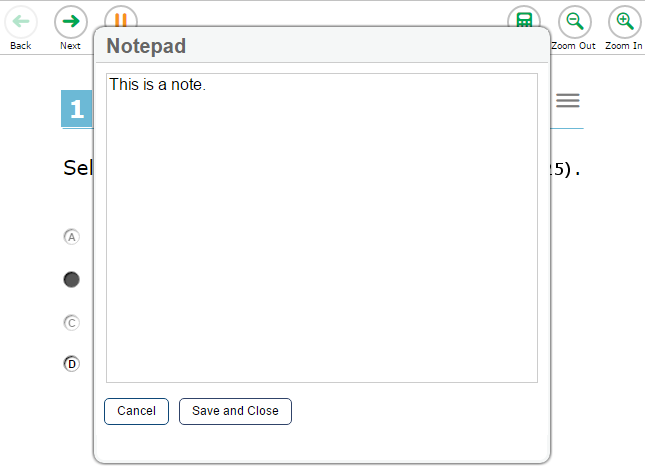 Back
Next
Zoom Out
Zoom In
Notepad
This is a note.
1
Sel
5).
A
C
D
Cancel
Save and Close